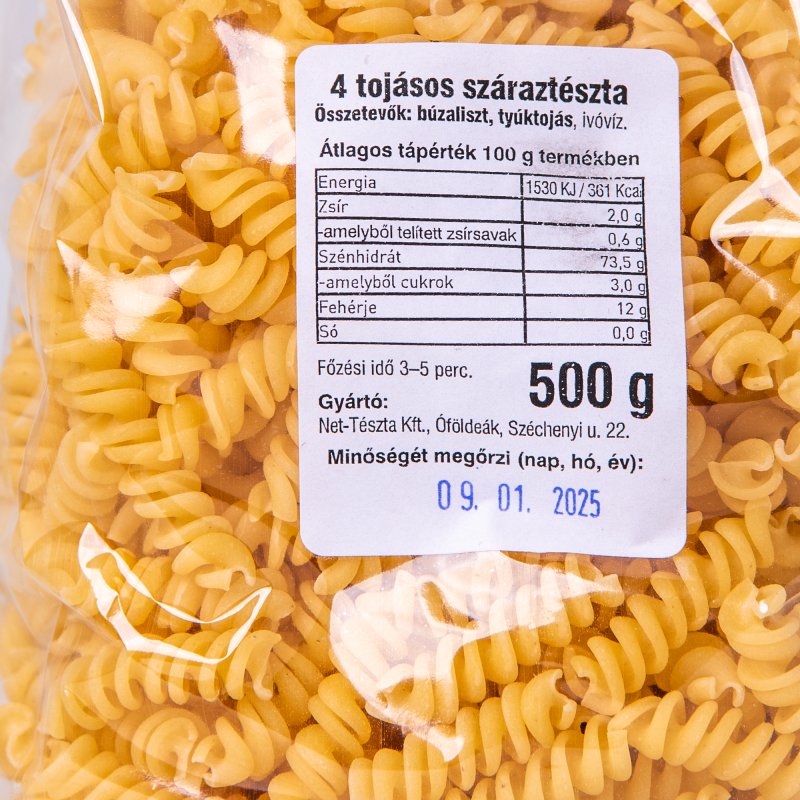 4 tojásos száraztészta
Összetevők: búzaliszt, tyúktojás, ivóvíz.
Átlagos tápérték 100 g termékben
Energia 1530 KJ / 361 Kcal
Zsír 2,0 g
-amelyből telített zsírsavak 0,6 g
Szénhidrát 73,5 g
-amelyből cukrok 3,0 g
Fehérje 12 g
Só 0,0 g
Főzési idő 3–5 perc.
500 g
Gyártó:
Net-Tészta Kft., Óföldeák, Széchenyi u. 22.
Minőségét megőrzi (nap, hó, év):
09. 01. 2025